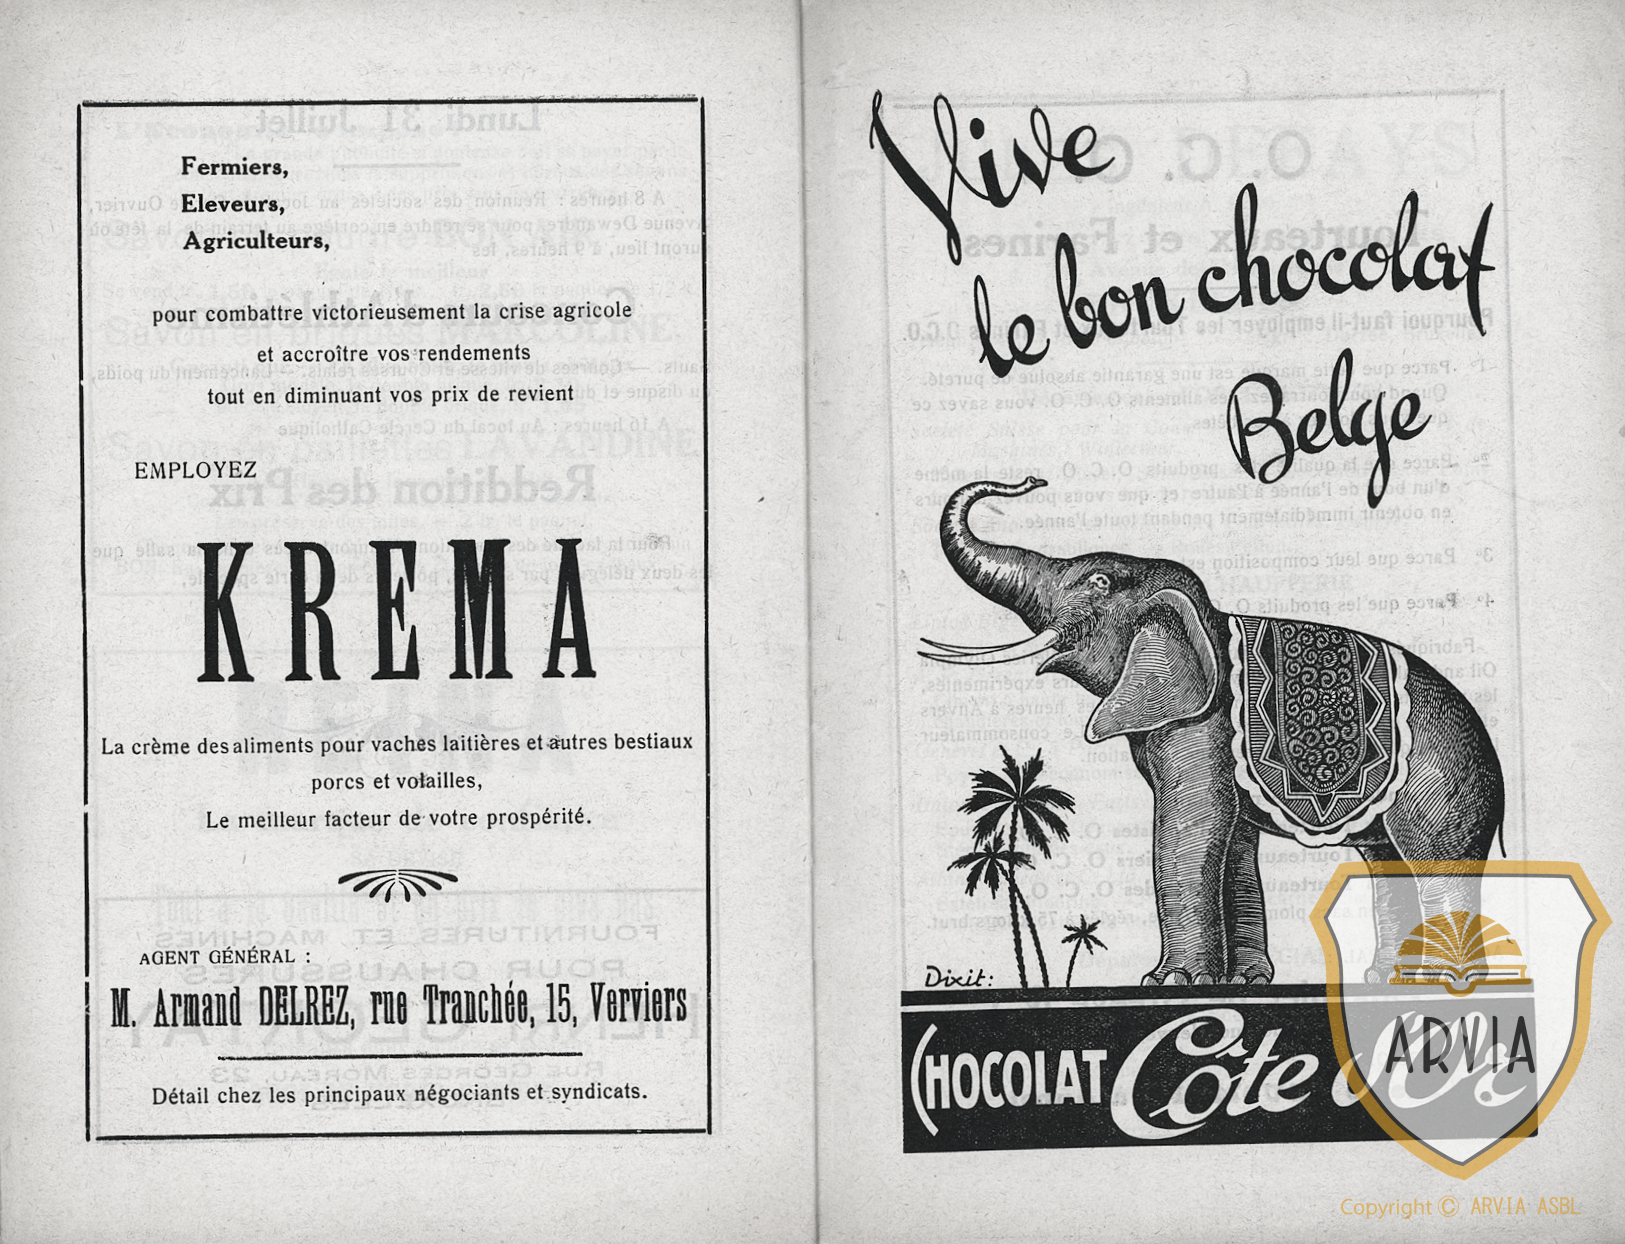 Fermiers,
Eleveurs,
Agriculteurs,
pour combattre victorieusement la crise agricole
et accroître vos rendements
tout en diminuant vos prix de revient
EMPLOYEZ
KREMA
La crème des aliments pour vaches laitières et autres bestiaux
porcs et volailles,
Le meilleur facteur de votre prospérité.
AGENT GÉNÉRAL :
M. Armand DELREZ, rue Tranchée, 15, Verviers
Détail chez les principaux négociants et syndicats.
Vive
le bon chocolat
Belge
Dixit:
CHOCOLAT Côte d'Or
ARVIA
Copyright © ARVIA ASBL